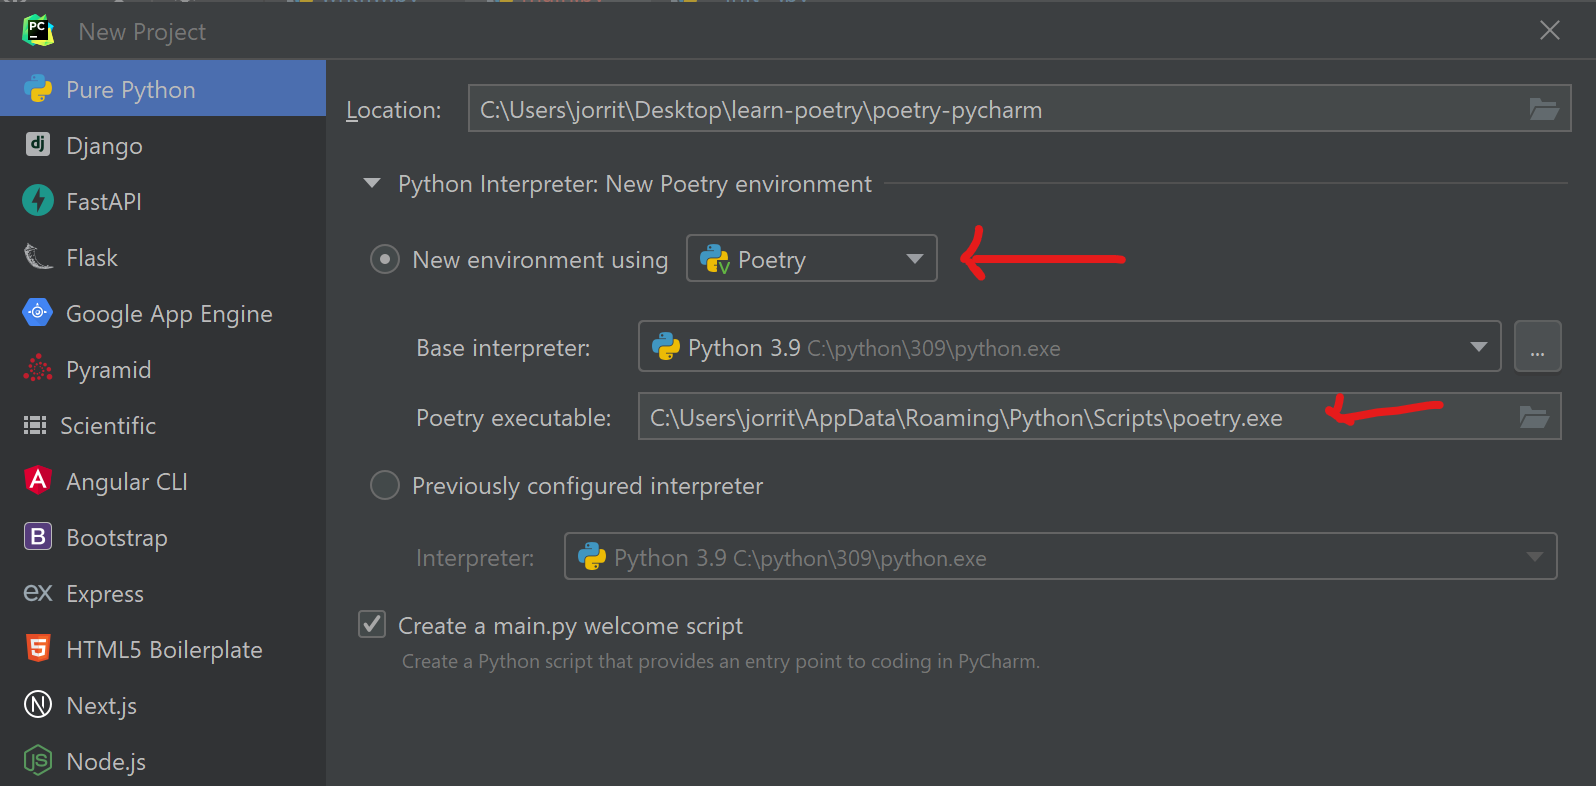 New Project
Pure Python
Django
FastAPI
Flask
Google App Engine
Pyramid
Scientific
Angular CLI
Bootstrap
Express
HTML5 Boilerplate
Next.js
Node.js
Location: C:\Users\jorrit\Desktop\learn-poetry\poetry-pycharm
Python Interpreter: New Poetry environment
New environment using Poetry
Base interpreter: Python 3.9 C:\python\309\python.exe ...
Poetry executable: C:\Users\jorrit\AppData\Roaming\Python\Scripts\poetry.exe
Previously configured interpreter
Interpreter: Python 3.9 C:\python\309\python.exe
Create a main.py welcome script
Create a Python script that provides an entry point to coding in PyCharm.